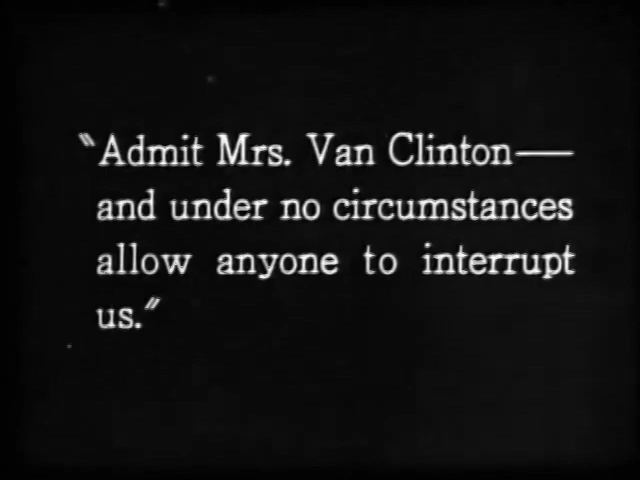 "Admit Mrs. Van Clinton—
and under no circumstances
allow anyone to interrupt
us."